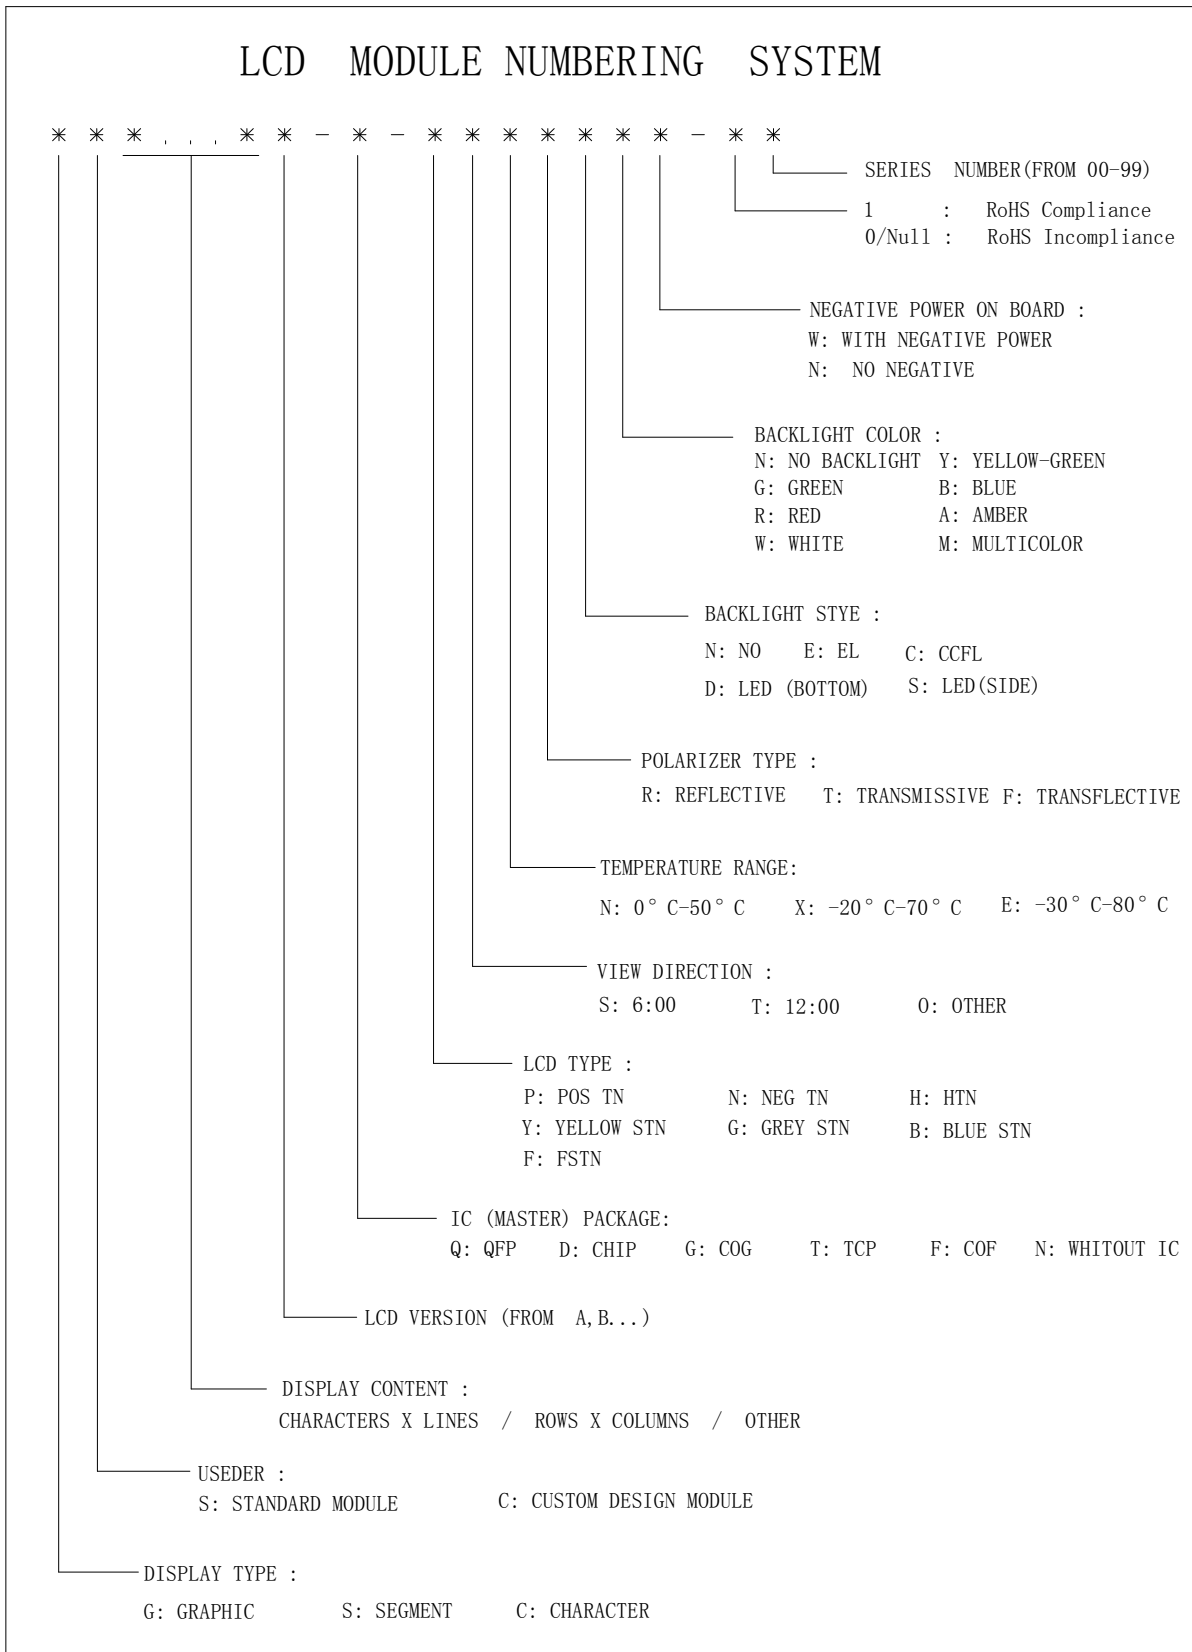 LCD MODULE NUMBERING SYSTEM
* * * , , , * * - * - * * * * * * * - * *
SERIES NUMBER(FROM 00-99)
1 : RoHS Compliance
0/Null : RoHS Incompliance
NEGATIVE POWER ON BOARD :
W: WITH NEGATIVE POWER
N: NO NEGATIVE
BACKLIGHT COLOR :
N: NO BACKLIGHT Y: YELLOW-GREEN
G: GREEN B: BLUE
R: RED A: AMBER
W: WHITE M: MULTICOLOR
BACKLIGHT STYE :
N: NO E: EL C: CCFL
D: LED (BOTTOM) S: LED(SIDE)
POLARIZER TYPE :
R: REFLECTIVE T: TRANSMISSIVE F: TRANSFLECTIVE
TEMPERATURE RANGE:
N: 0° C-50° C X: -20° C-70° C E: -30° C-80° C
VIEW DIRECTION :
S: 6:00 T: 12:00 O: OTHER
LCD TYPE :
P: POS TN N: NEG TN H: HTN
Y: YELLOW STN G: GREY STN B: BLUE STN
F: FSTN
IC (MASTER) PACKAGE:
Q: QFP D: CHIP G: COG T: TCP F: COF N: WHITOUT IC
LCD VERSION (FROM A,B...)
DISPLAY CONTENT :
CHARACTERS X LINES / ROWS X COLUMNS / OTHER
USEDER :
S: STANDARD MODULE C: CUSTOM DESIGN MODULE
DISPLAY TYPE :
G: GRAPHIC S: SEGMENT C: CHARACTER